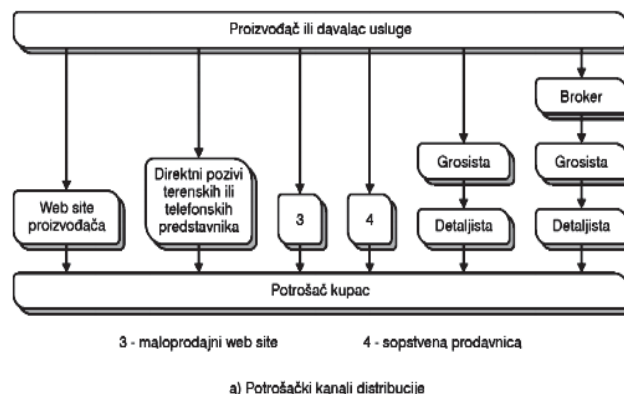 Proizvođač ili davalac usluge
Broker
Direktni pozivi
terenskih ili
telefonskih
predstavnika
Grosista
Grosista
Web site
proizvođača
3
4
Detaljista
Detaljista
Potrošač kupac
3 - maloprodajni web site
4 - sopstvena prodavnica
a) Potrošački kanali distribucije